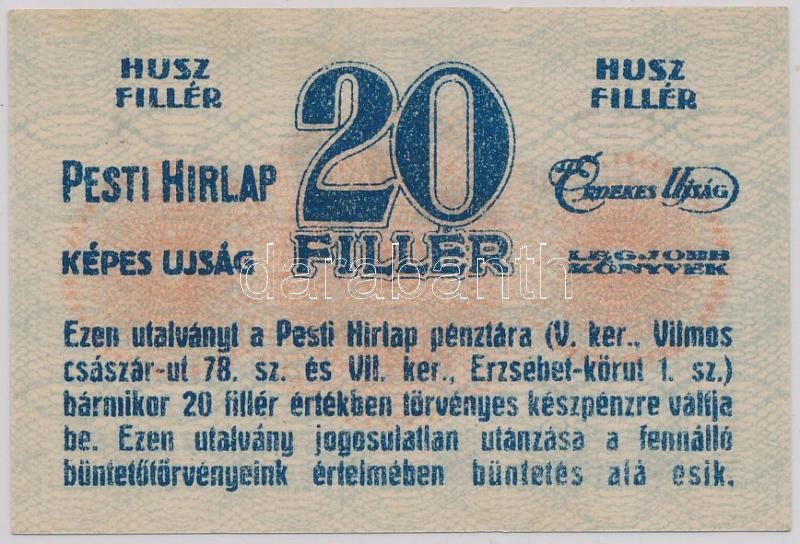 HUSZ
FILLÉR
20
FILLÉR
HUSZ
FILLÉR
PESTI HIRLAP
ÉRDEKES UJSÁG
KÉPES UJSÁG
LEGJOBB
KÖNYVEK
darabanth
Ezen utalványt a Pesti Hirlap pénztára (V. ker., Vilmos
császár-ut 78. sz. és VII. ker., Erzsébet-körut 1. sz.)
bármikor 20 fillér értékben törvényes készpénzre váltja
be. Ezen utalvány jogosulatlan utánzása a fennálló
büntetőtörvényeink értelmében büntetés alá esik.